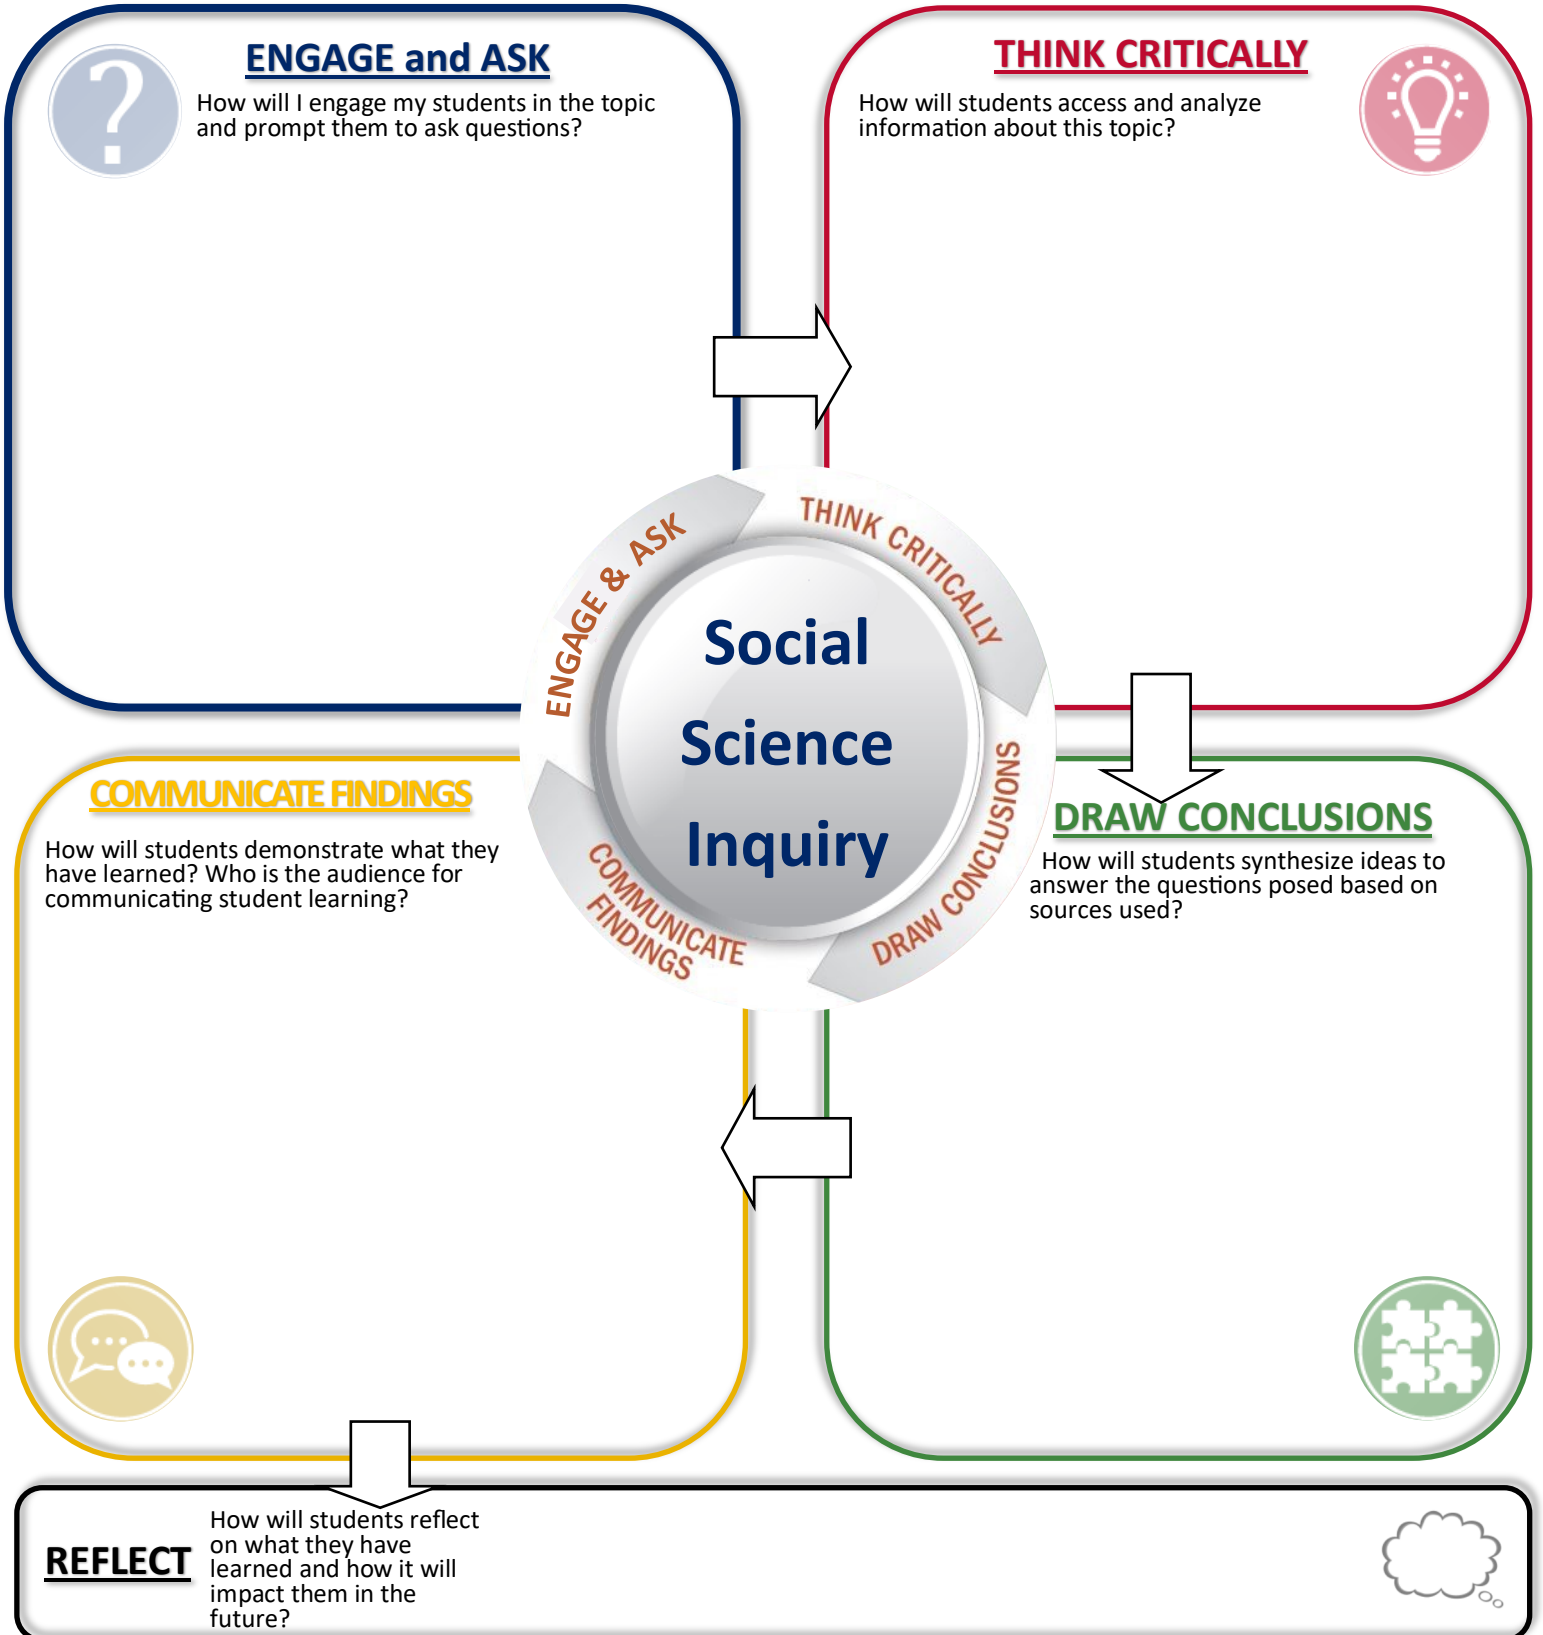 ENGAGE and ASK
How will I engage my students in the topic
and prompt them to ask questions?
THINK CRITICALLY
How will students access and analyze
information about this topic?
ENGAGE & ASK
THINK CRITICALLY
DRAW CONCLUSIONS
COMMUNICATE
FINDINGS
Social
Science
Inquiry
COMMUNICATE FINDINGS
How will students demonstrate what they
have learned? Who is the audience for
communicating student learning?
DRAW CONCLUSIONS
How will students synthesize ideas to
answer the questions posed based on
sources used?
REFLECT
How will students reflect
on what they have
learned and how it will
impact them in the
future?